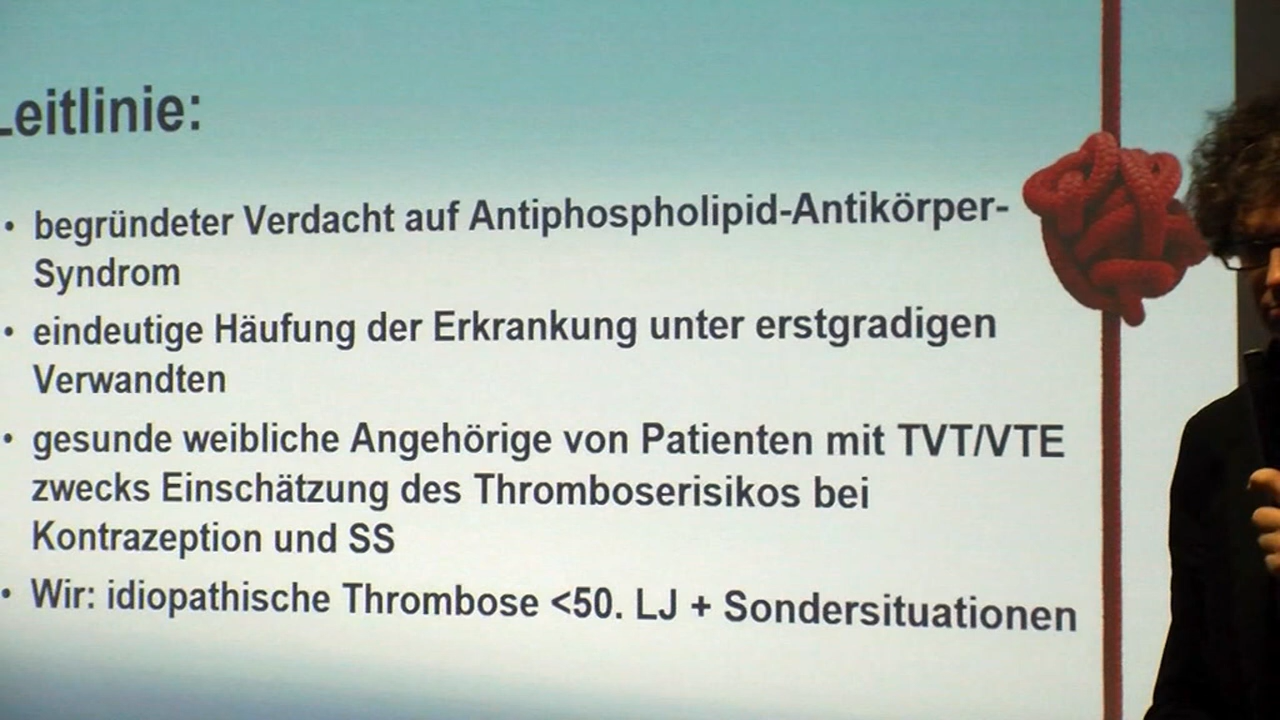 Leitlinie:
• begründeter Verdacht auf Antiphospholipid-Antikörper-
Syndrom
• eindeutige Häufung der Erkrankung unter erstgradigen
Verwandten
• gesunde weibliche Angehörige von Patienten mit TVT/VTE
zwecks Einschätzung des Thromboserisikos bei
Kontrazeption und SS
• Wir: idiopathische Thrombose <50. LJ + Sondersituationen